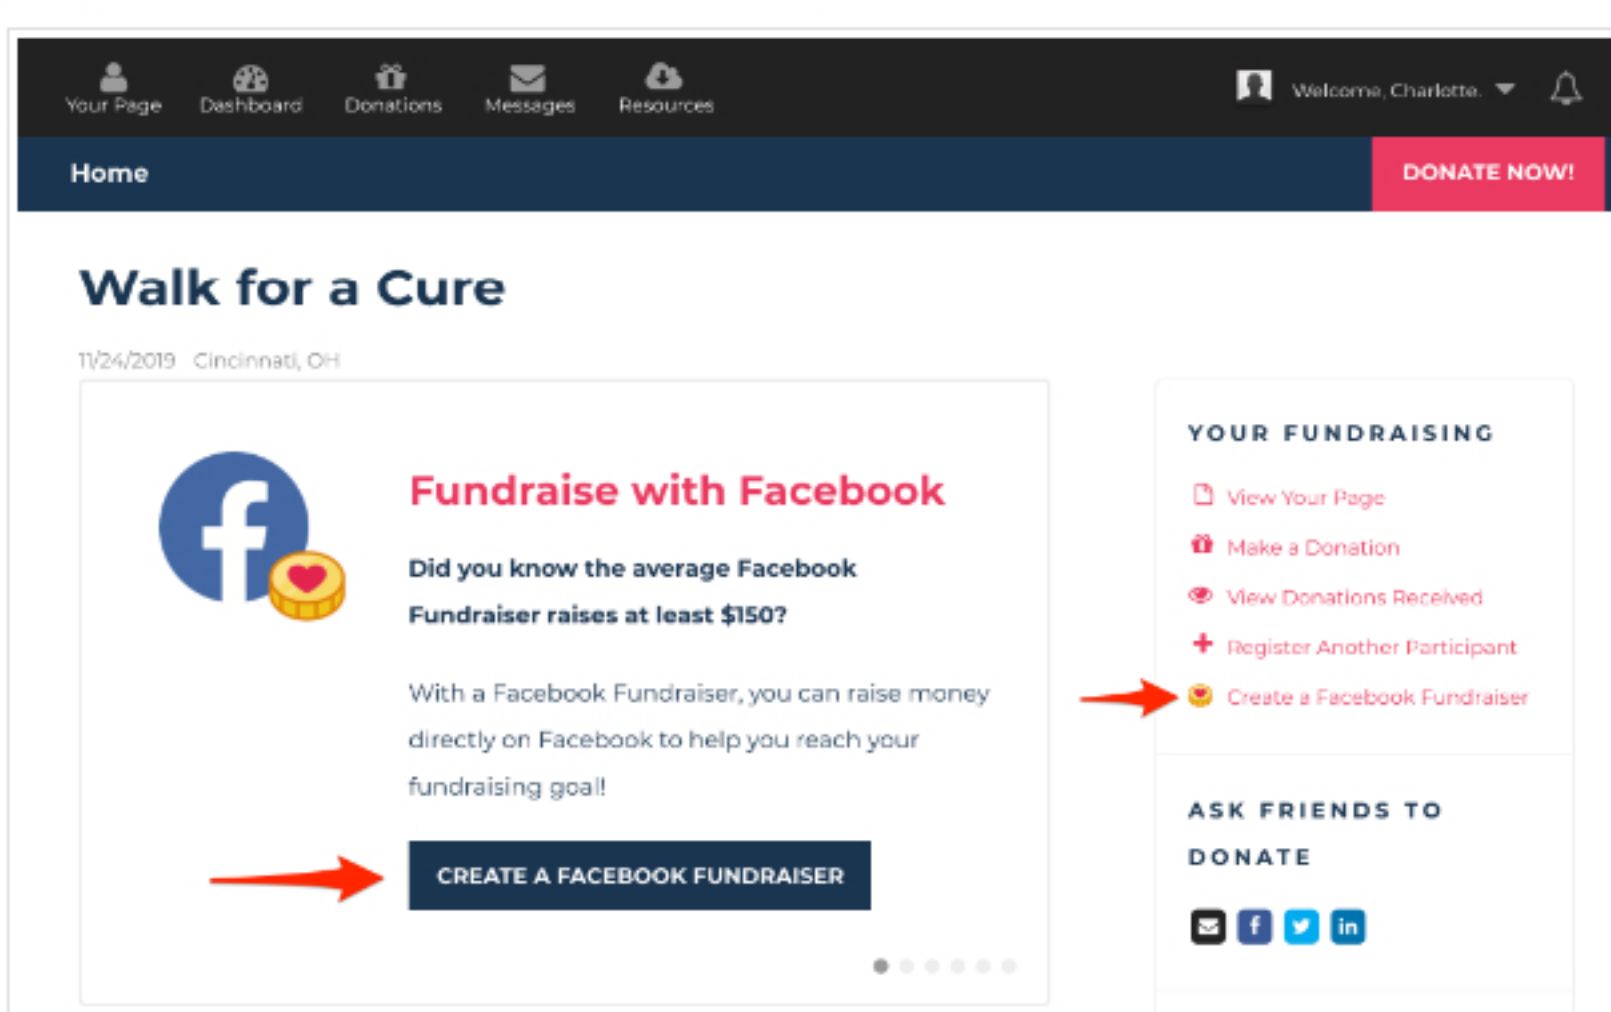 Your Page
Dashboard
Donations
Messages
Resources
Welcome, Charlotte.
Home
DONATE NOW!
Walk for a Cure
11/24/2019 Cincinnati, OH
Fundraise with Facebook
Did you know the average Facebook
Fundraiser raises at least $150?
With a Facebook Fundraiser, you can raise money
directly on Facebook to help you reach your
fundraising goal!
CREATE A FACEBOOK FUNDRAISER
YOUR FUNDRAISING
View Your Page
Make a Donation
View Donations Received
Register Another Participant
Create a Facebook Fundraiser
ASK FRIENDS TO
DONATE